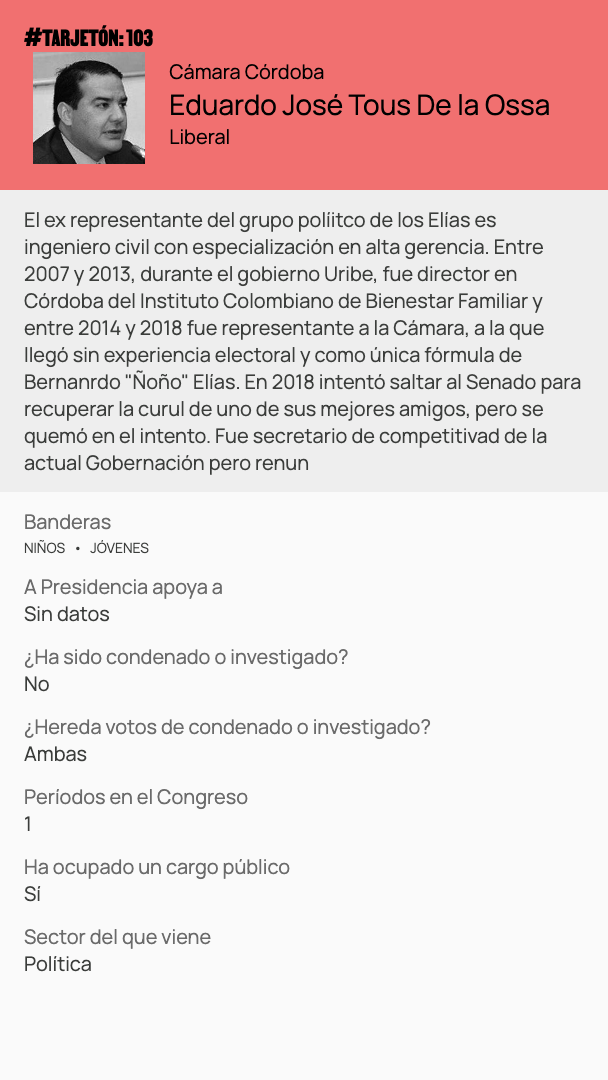 #TARJETÓN: 103
Cámara Córdoba
Eduardo José Tous De la Ossa
Liberal
El ex representante del grupo políitco de los Elías es
ingeniero civil con especialización en alta gerencia. Entre
2007 y 2013, durante el gobierno Uribe, fue director en
Córdoba del Instituto Colombiano de Bienestar Familiar y
entre 2014 y 2018 fue representante a la Cámara, a la que
llegó sin experiencia electoral y como única fórmula de
Bernanrdo "Ñoño" Elías. En 2018 intentó saltar al Senado para
recuperar la curul de uno de sus mejores amigos, pero se
quemó en el intento. Fue secretario de competitivad de la
actual Gobernación pero renun
Banderas
NIÑOS • JÓVENES
A Presidencia apoya a
Sin datos
¿Ha sido condenado o investigado?
No
¿Hereda votos de condenado o investigado?
Ambas
Períodos en el Congreso
1
Ha ocupado un cargo público
Sí
Sector del que viene
Política